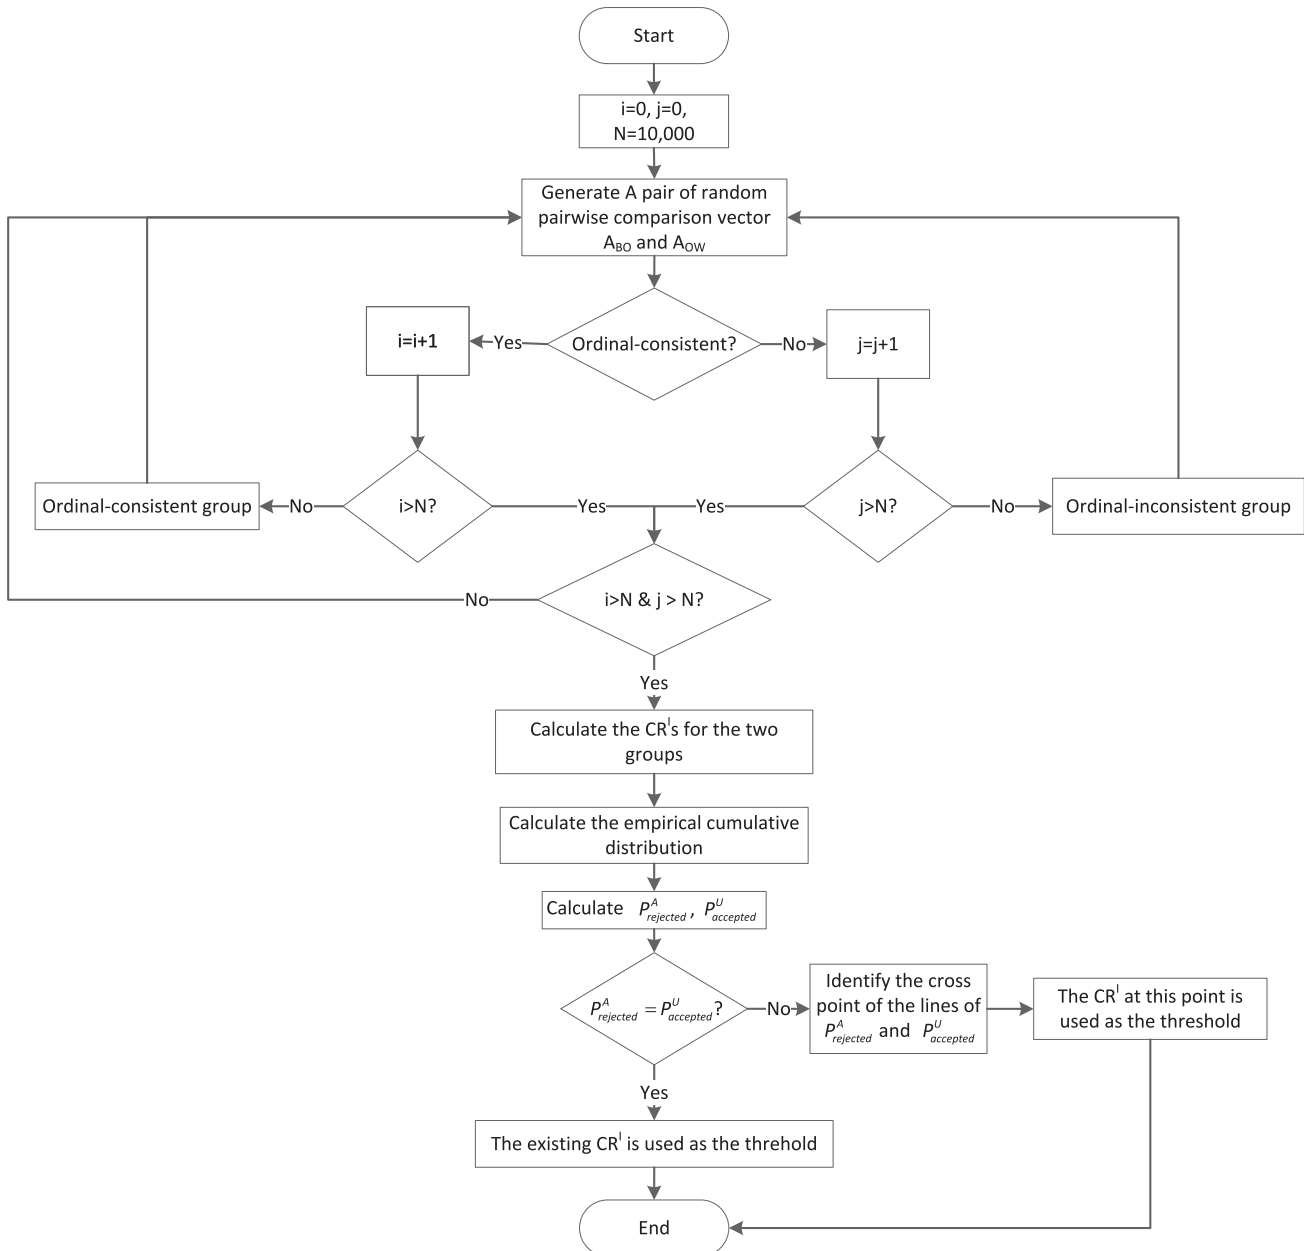 Start
i=0, j=0,
N=10,000
Generate A pair of random
pairwise comparison vector
A_BO and A_OW
i=i+1
Yes
Ordinal-consistent?
No
j=j+1
Ordinal-consistent group
No
i>N?
Yes
Yes
j>N?
No
Ordinal-inconsistent group
No
i>N & j > N?
Yes
Calculate the CR^I s for the two
groups
Calculate the empirical cumulative
distribution
Calculate P^A_rejected , P^U_accepted
P^A_rejected = P^U_accepted ?
No
Identify the cross
point of the lines of
P^A_rejected and P^U_accepted
The CR^I at this point is
used as the threshold
Yes
The existing CR^I is used as the threhold
End